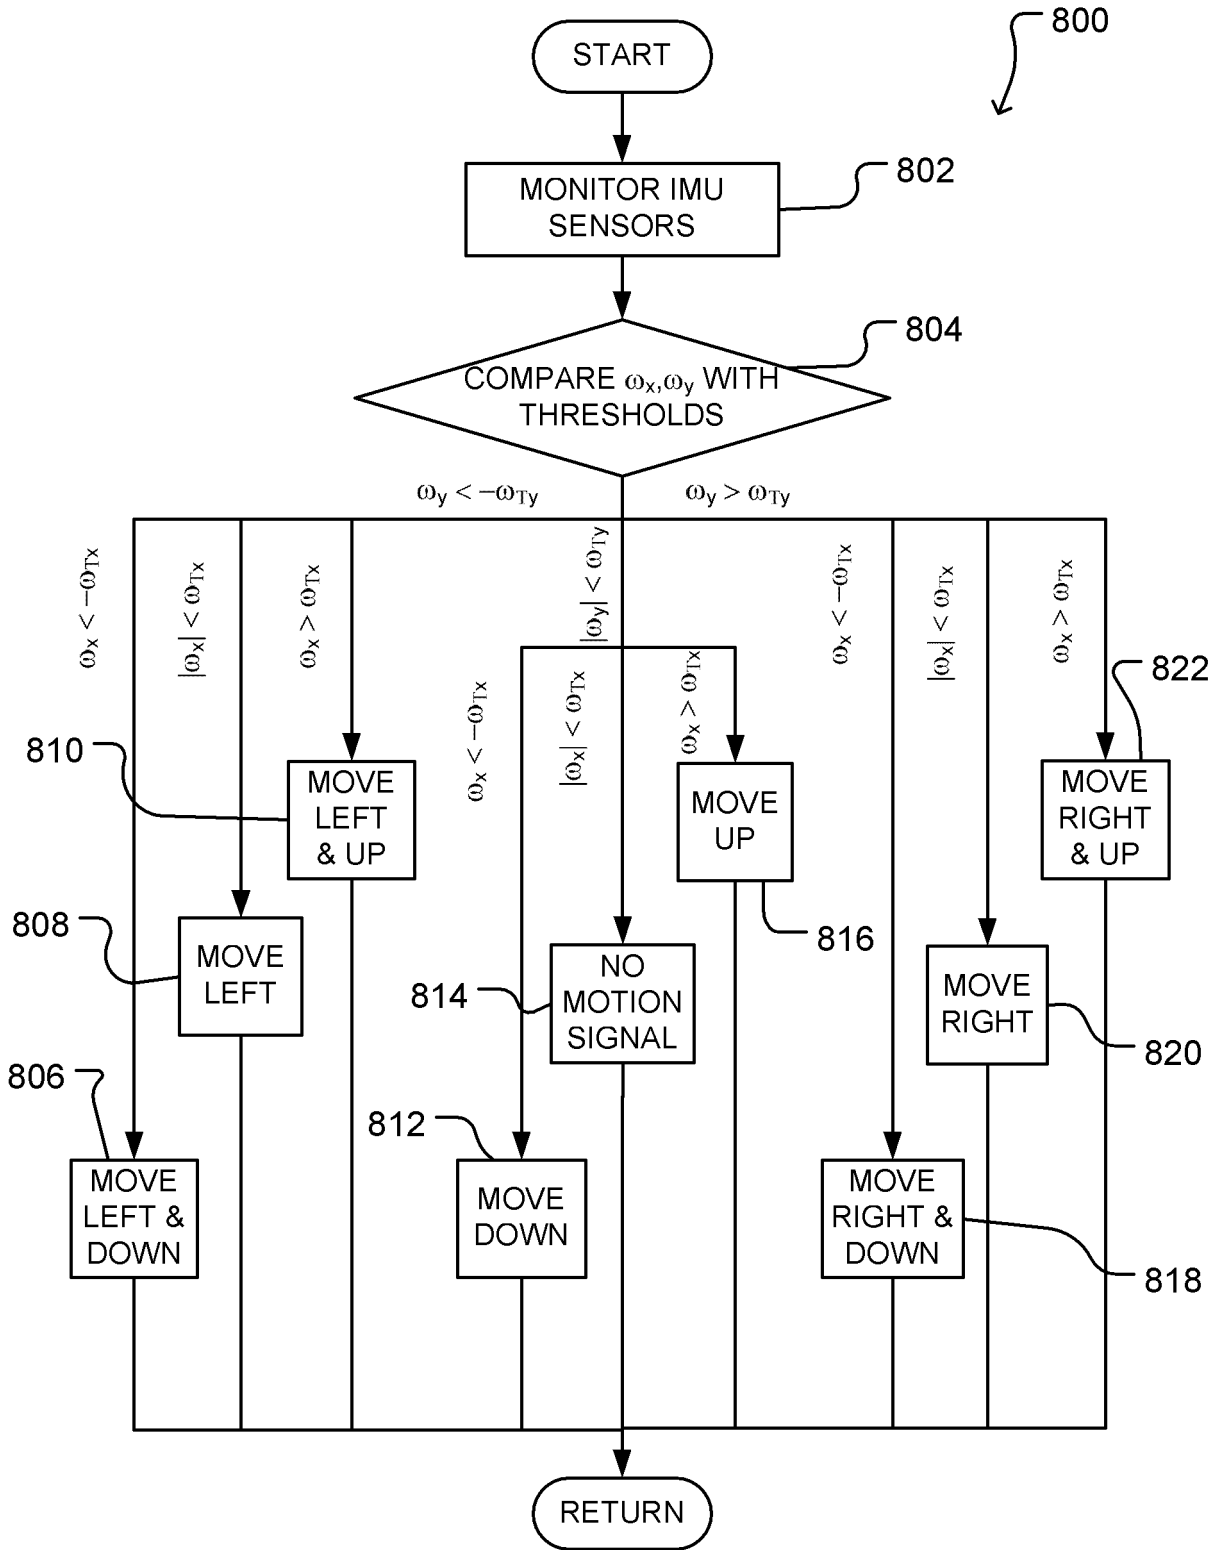 800
START
MONITOR IMU
SENSORS
802
804
COMPARE ωx,ωy WITH
THRESHOLDS
ωy < −ωTy
ωy > ωTy
ωx < −ωTx
|ωx| < ωTx
ωx > ωTx
|ωy| < ωTy
ωx < −ωTx
|ωx| < ωTx
ωx > ωTx
ωx < −ωTx
|ωx| < ωTx
ωx > ωTx
822
810
MOVE
LEFT
& UP
MOVE
UP
MOVE
RIGHT
& UP
808
MOVE
LEFT
816
814
NO
MOTION
SIGNAL
MOVE
RIGHT
820
806
812
MOVE
LEFT &
DOWN
MOVE
DOWN
MOVE
RIGHT &
DOWN
818
RETURN